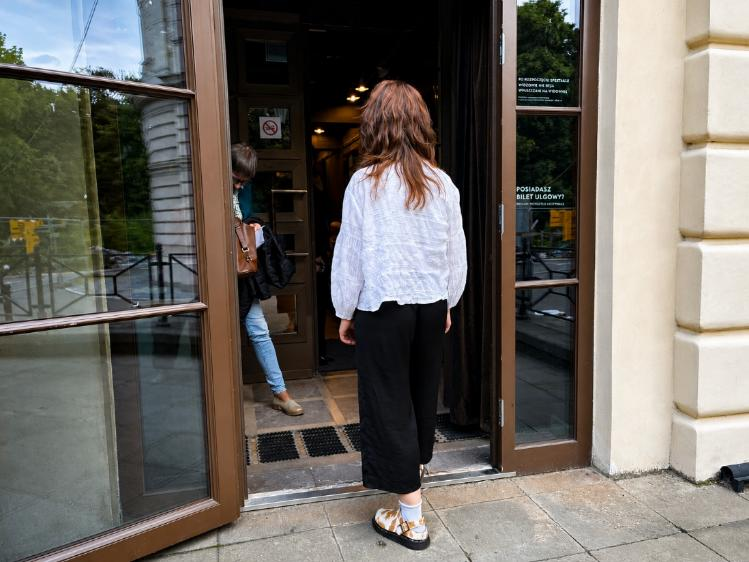 PO ROZPOCZĘCIU SPEKTAKLU
WIDZOWIE NIE BĘDĄ
WPUSZCZANI NA WIDOWNIĘ
POSIADASZ
BILET ULGOWY?